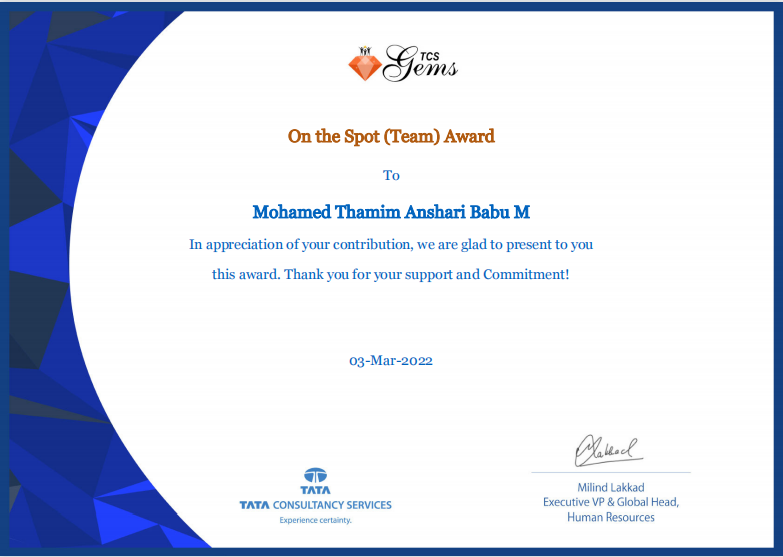 TCS
Gems
On the Spot (Team) Award
To
Mohamed Thamim Anshari Babu M
In appreciation of your contribution, we are glad to present to you
this award. Thank you for your support and Commitment!
03-Mar-2022
TATA
TATA CONSULTANCY SERVICES
Experience certainty.
Lakkad
Milind Lakkad
Executive VP & Global Head,
Human Resources